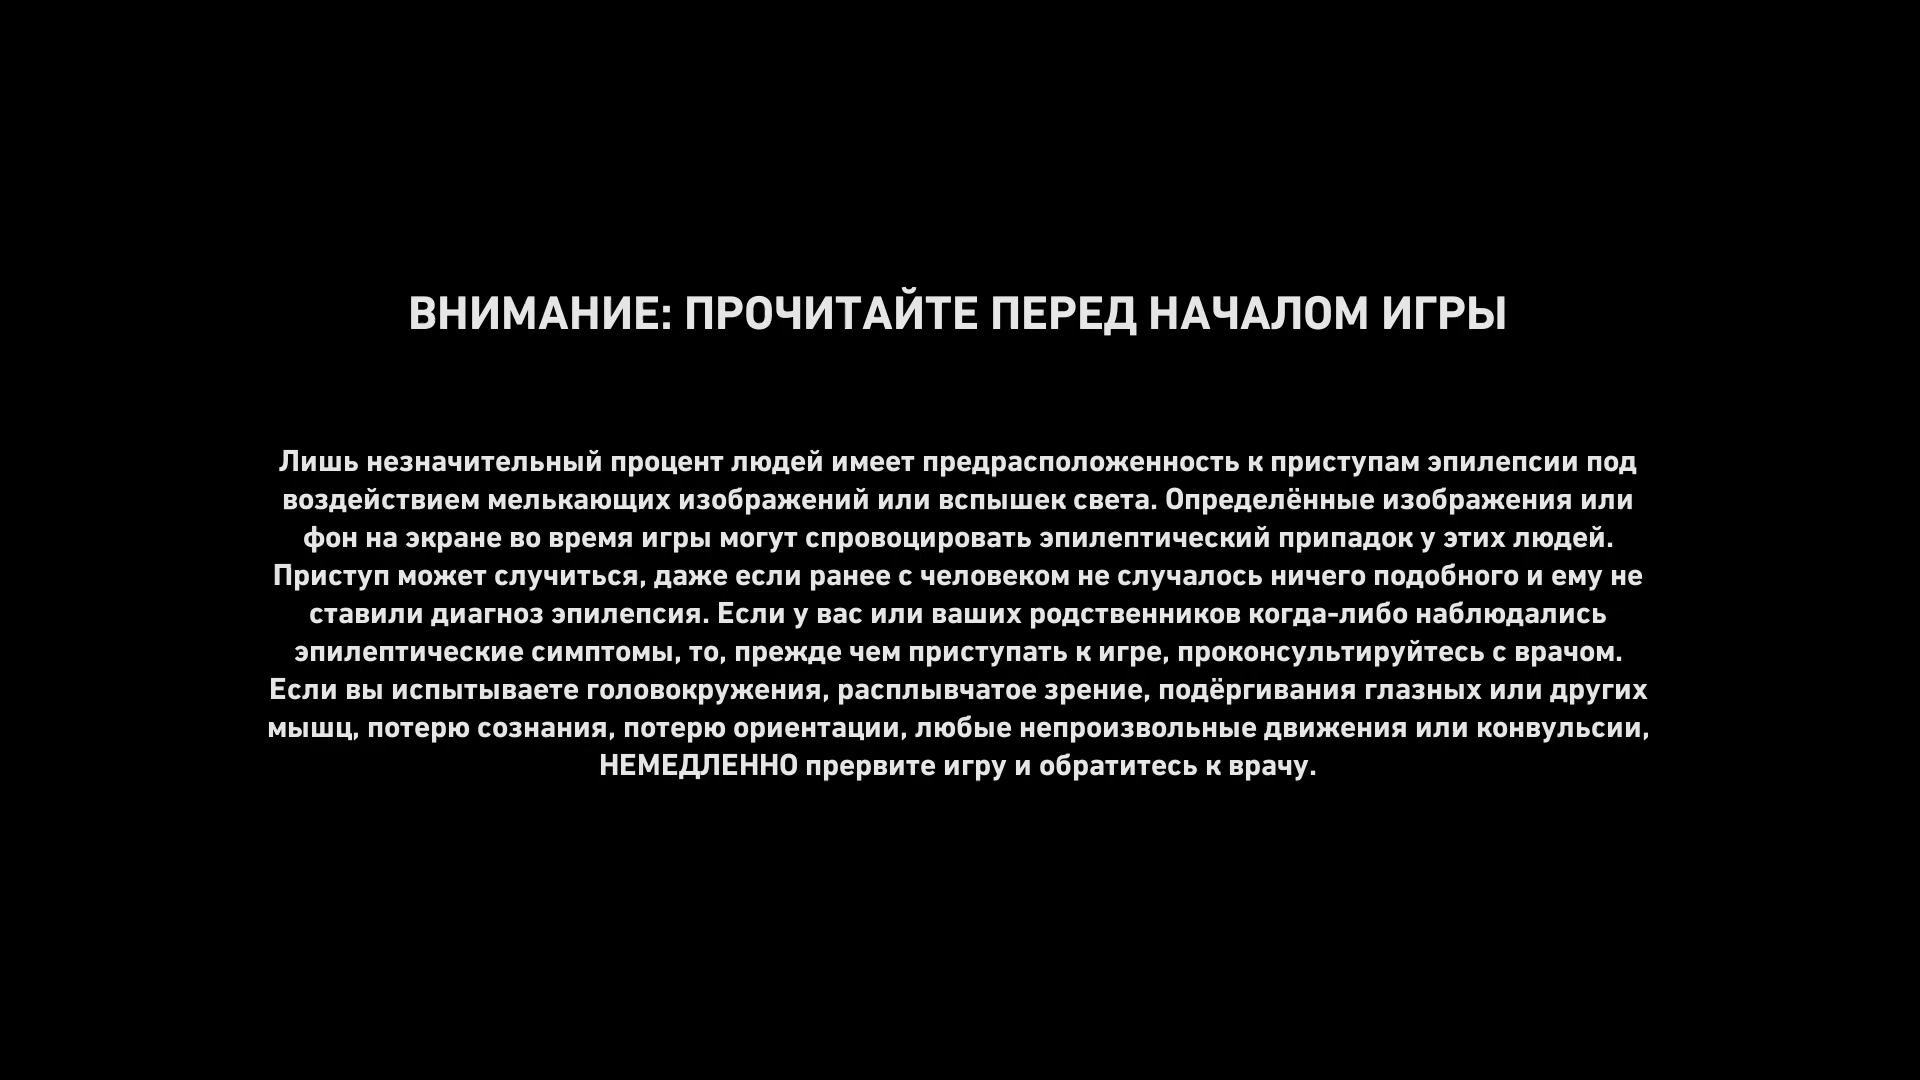 ВНИМАНИЕ: ПРОЧИТАЙТЕ ПЕРЕД НАЧАЛОМ ИГРЫ
Лишь незначительный процент людей имеет предрасположенность к приступам эпилепсии под
воздействием мелькающих изображений или вспышек света. Определённые изображения или
фон на экране во время игры могут спровоцировать эпилептический припадок у этих людей.
Приступ может случиться, даже если ранее с человеком не случалось ничего подобного и ему не
ставили диагноз эпилепсия. Если у вас или ваших родственников когда-либо наблюдались
эпилептические симптомы, то, прежде чем приступать к игре, проконсультируйтесь с врачом.
Если вы испытываете головокружения, расплывчатое зрение, подёргивания глазных или других
мышц, потерю сознания, потерю ориентации, любые непроизвольные движения или конвульсии,
НЕМЕДЛЕННО прервите игру и обратитесь к врачу.